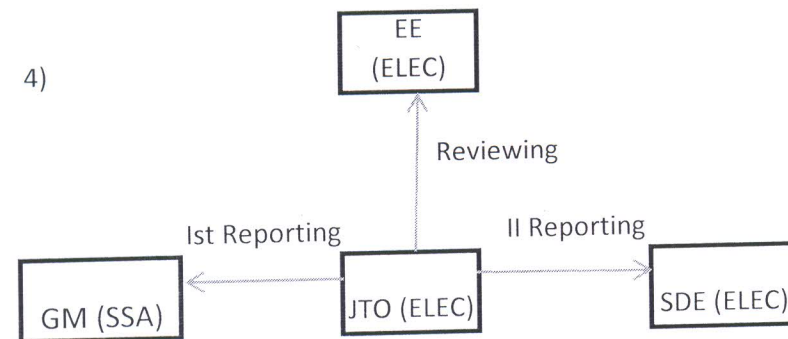 EE
(ELEC)
4)
Reviewing
Ist Reporting
II Reporting
GM (SSA)
JTO (ELEC)
SDE (ELEC)